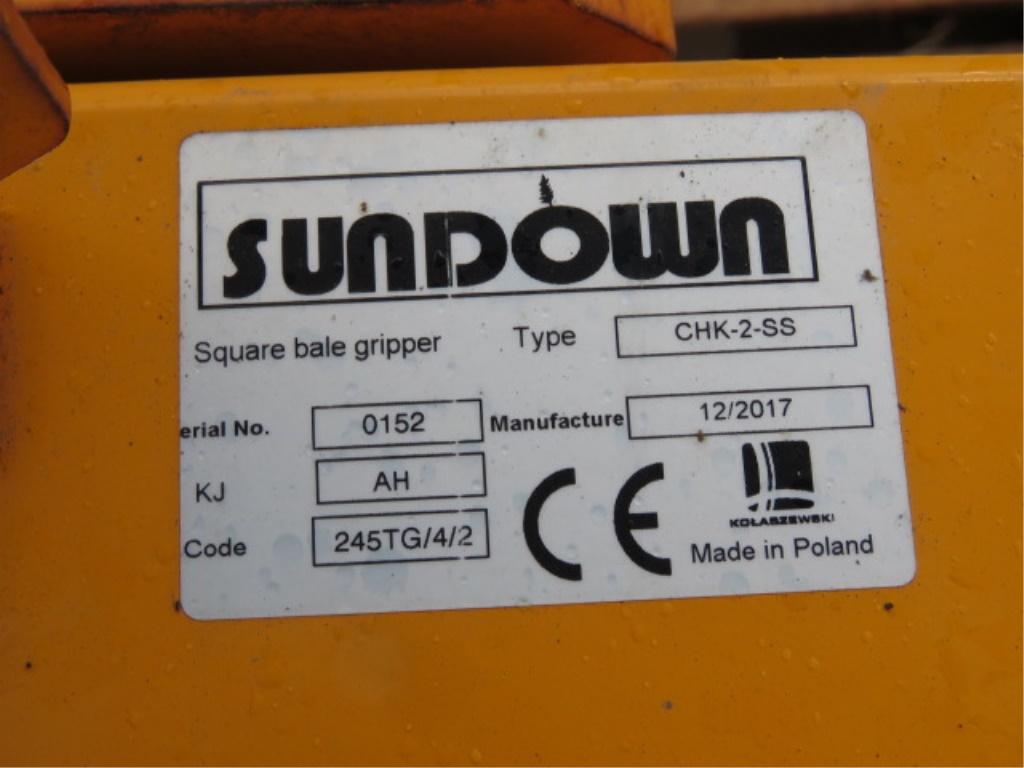 SUNDOWN
Square bale gripper Type CHK-2-SS
erial No. 0152 Manufacture 12/2017
KJ AH
KOŁASZEWSKI
Code 245TG/4/2 CE Made in Poland